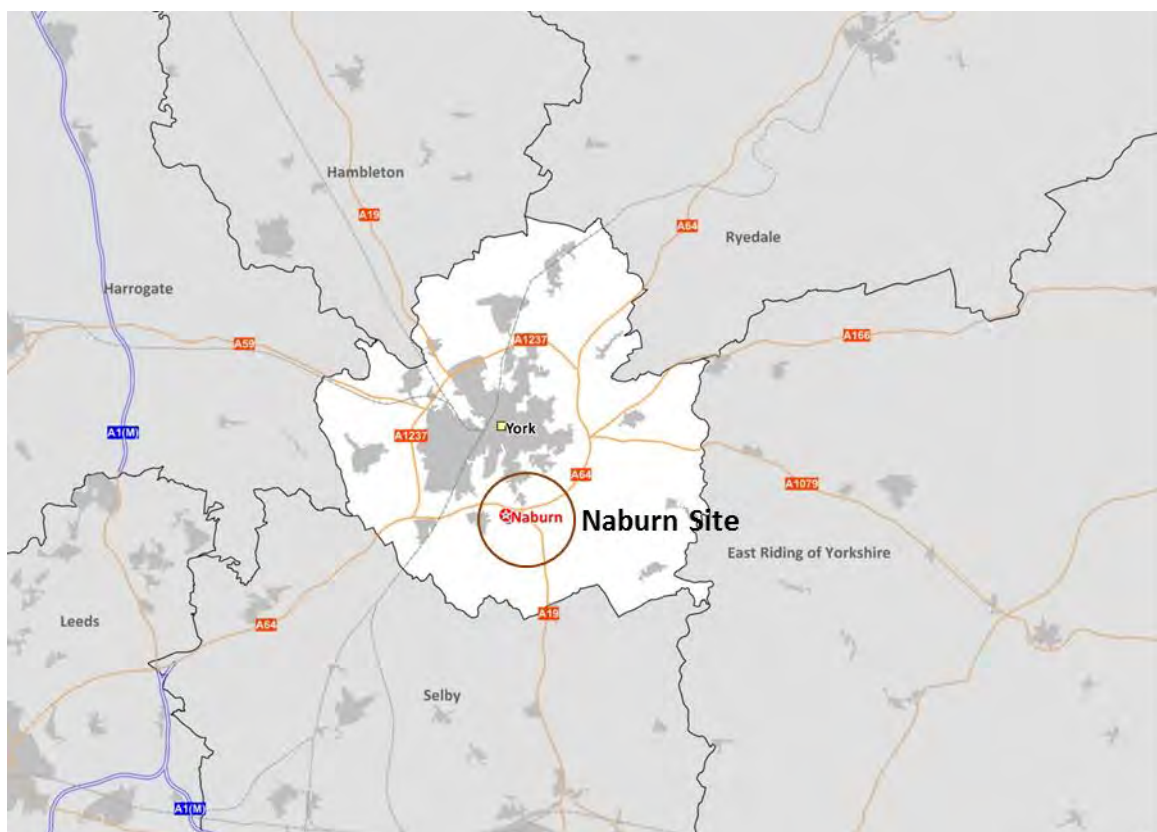 Hambleton
A19
A64
Ryedale
Harrogate
A59
A1237
A166
A1(M)
York
A1237
A64
A1079
Naburn
Naburn Site
East Riding of Yorkshire
A19
Leeds
A64
Selby
A1(M)